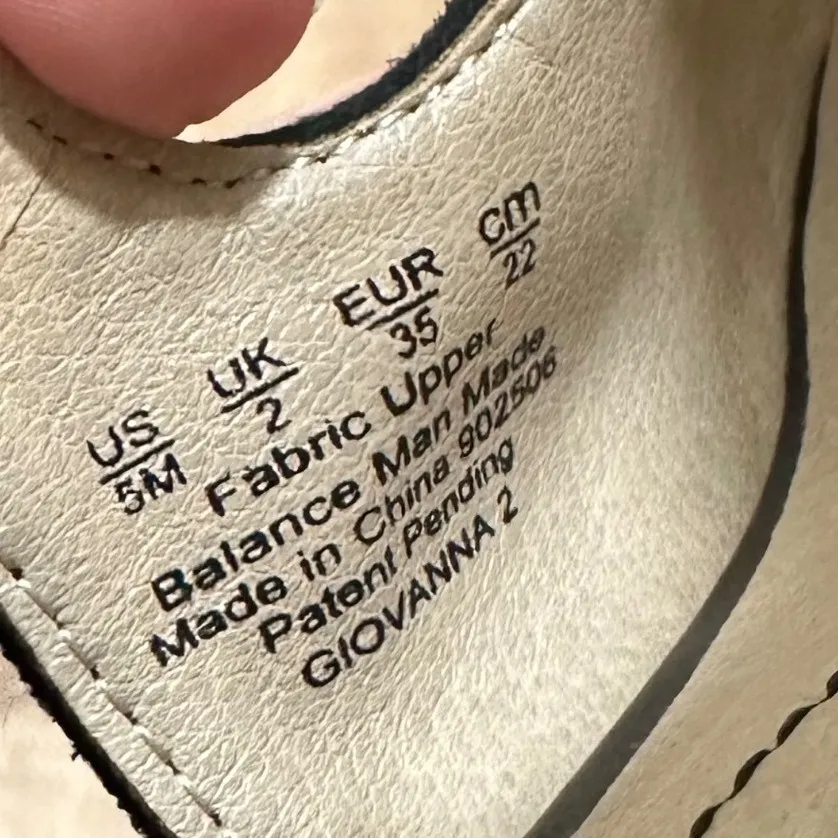 US UK EUR cm
5M 2 35 22
Fabric Upper
Balance Man Made
Made in China 902506
Patent Pending
GIOVANNA 2